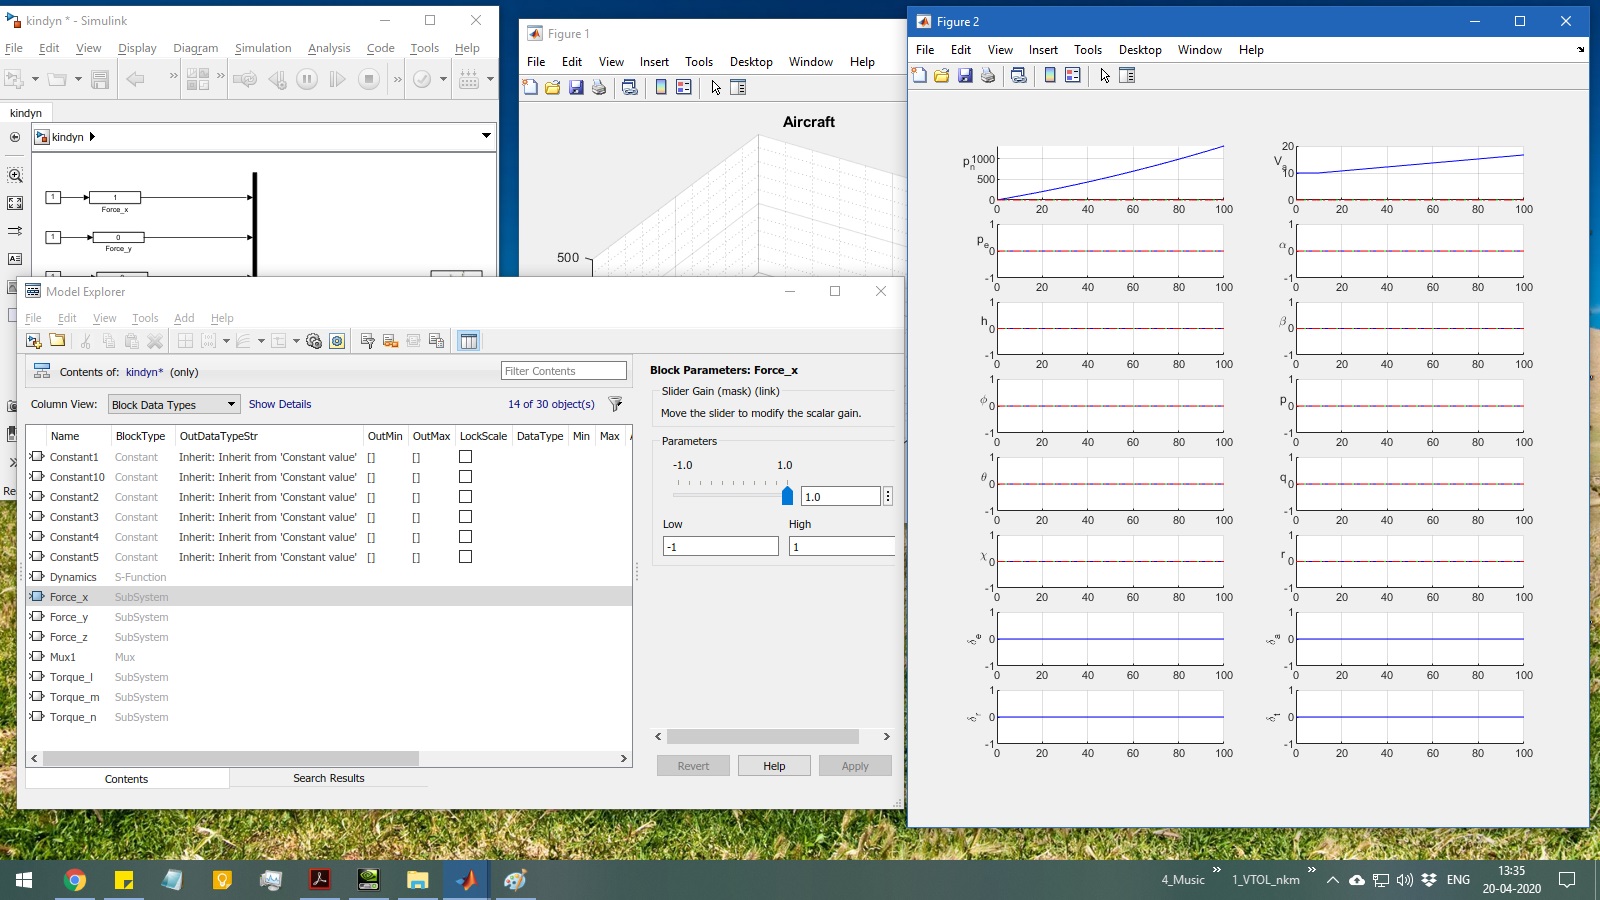 kindyn * - Simulink
File Edit View Display Diagram Simulation Analysis Code Tools Help
kindyn
kindyn
1 1
Force_x
1 0
Force_y
Figure 1
File Edit View Insert Tools Desktop Window Help
Aircraft
500
Model Explorer
File Edit View Tools Add Help
Contents of: kindyn* (only)
Filter Contents
Column View: Block Data Types Show Details 14 of 30 object(s)
Name BlockType OutDataTypeStr OutMin OutMax LockScale DataType Min Max
Constant1 Constant Inherit: Inherit from 'Constant value' [] []
Constant10 Constant Inherit: Inherit from 'Constant value' [] []
Constant2 Constant Inherit: Inherit from 'Constant value' [] []
Constant3 Constant Inherit: Inherit from 'Constant value' [] []
Constant4 Constant Inherit: Inherit from 'Constant value' [] []
Constant5 Constant Inherit: Inherit from 'Constant value' [] []
Dynamics S-Function
Force_x SubSystem
Force_y SubSystem
Force_z SubSystem
Mux1 Mux
Torque_l SubSystem
Torque_m SubSystem
Torque_n SubSystem
Contents Search Results
Block Parameters: Force_x
Slider Gain (mask) (link)
Move the slider to modify the scalar gain.
Parameters
-1.0 1.0
1.0
Low High
-1 1
Revert Help Apply
Figure 2
File Edit View Insert Tools Desktop Window Help
p_n 1000 500 0
0 20 40 60 80 100
V_a 20 10 0
0 20 40 60 80 100
p_e 1 0 -1
0 20 40 60 80 100
α 1 0 -1
0 20 40 60 80 100
h 1 0 -1
0 20 40 60 80 100
β 1 0 -1
0 20 40 60 80 100
ϕ 1 0 -1
0 20 40 60 80 100
p 1 0 -1
0 20 40 60 80 100
θ 1 0 -1
0 20 40 60 80 100
q 1 0 -1
0 20 40 60 80 100
χ 1 0 -1
0 20 40 60 80 100
r 1 0 -1
0 20 40 60 80 100
δ_e 1 0 -1
0 20 40 60 80 100
δ_a 1 0 -1
0 20 40 60 80 100
δ_r 1 0 -1
0 20 40 60 80 100
δ_t 1 0 -1
0 20 40 60 80 100
4_Music 1_VTOL_nkm ENG 13:35
20-04-2020